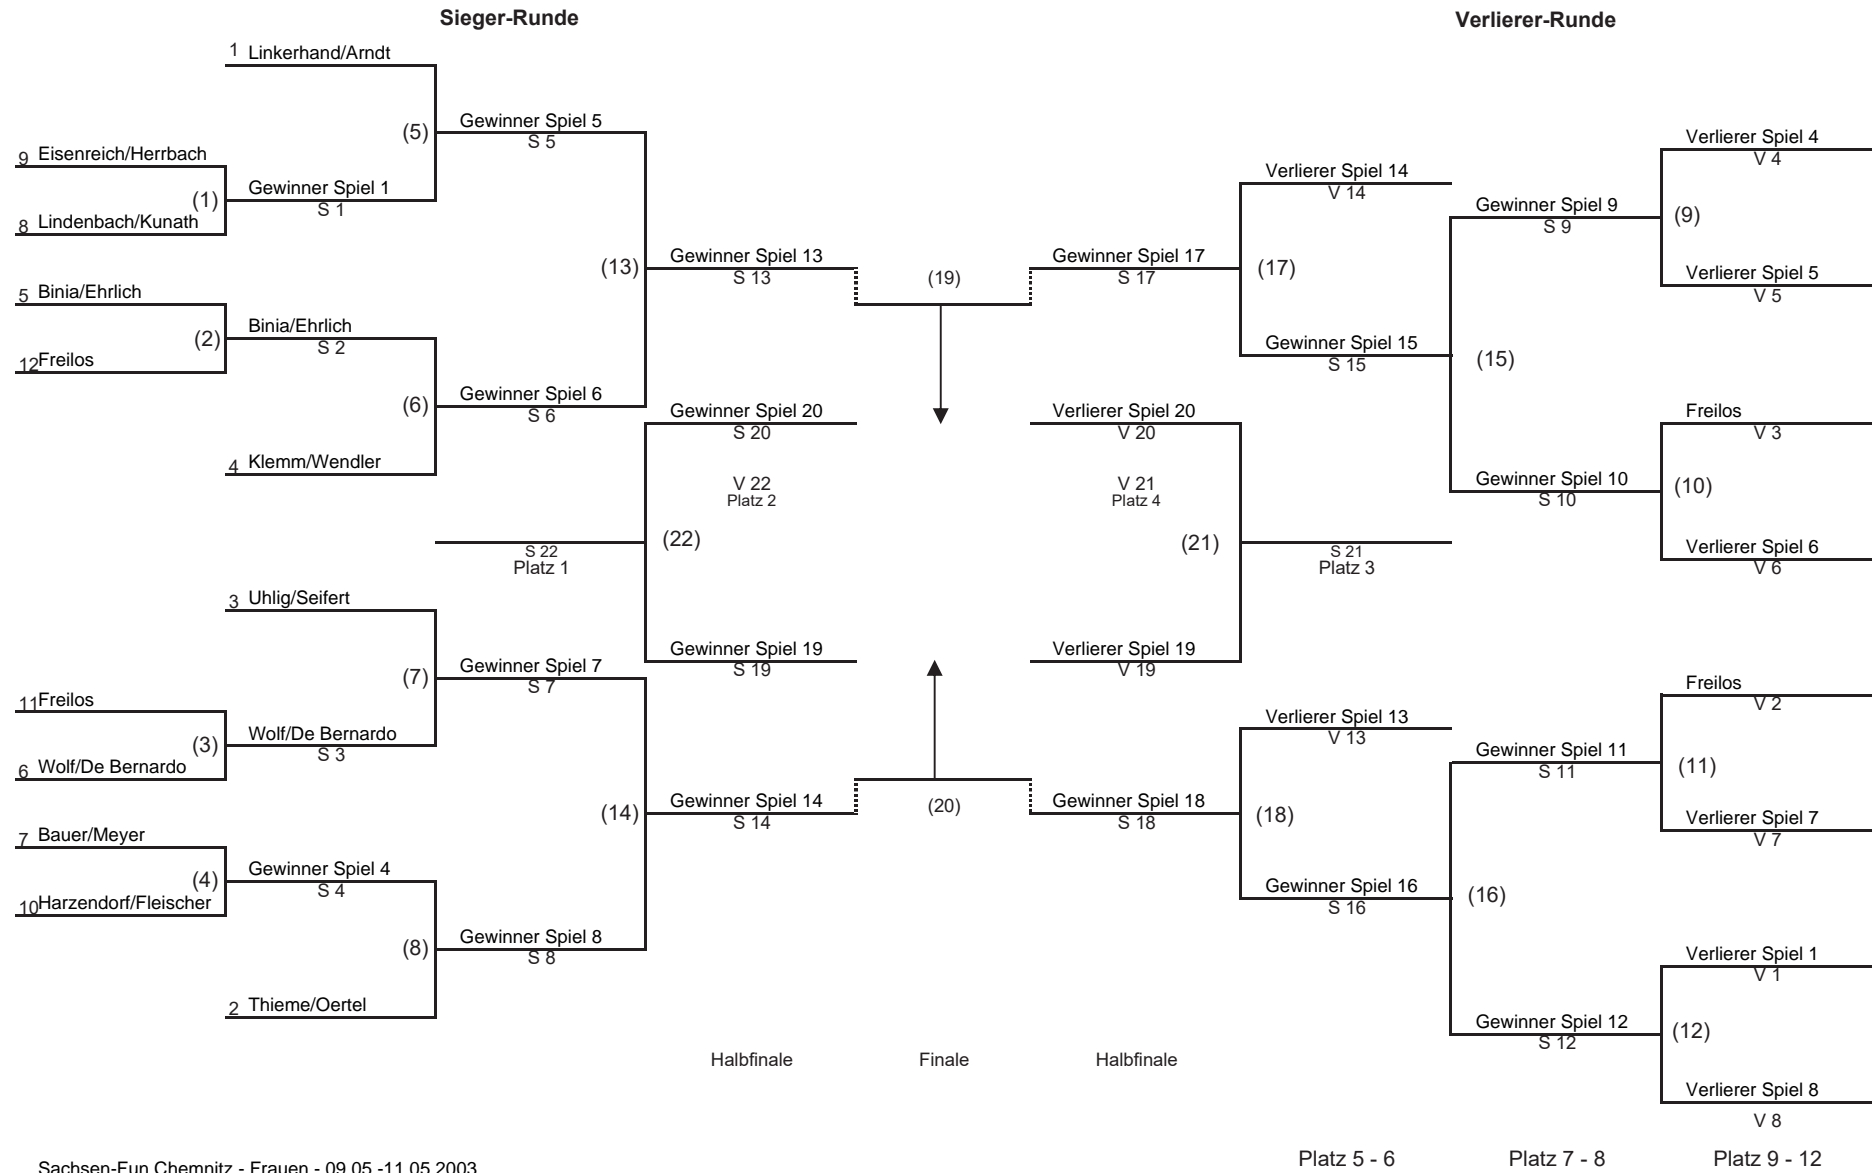 Sieger-Runde
Verlierer-Runde
1 Linkerhand/Arndt
(5)
Gewinner Spiel 5
S 5
9 Eisenreich/Herrbach
(1)
Gewinner Spiel 1
S 1
8 Lindenbach/Kunath
(13)
Gewinner Spiel 13
S 13
5 Binia/Ehrlich
(2)
Binia/Ehrlich
S 2
12 Freilos
(6)
Gewinner Spiel 6
S 6
4 Klemm/Wendler
(19)
Gewinner Spiel 20
S 20
V 22
Platz 2
(22)
S 22
Platz 1
Gewinner Spiel 19
S 19
3 Uhlig/Seifert
(7)
Gewinner Spiel 7
S 7
11 Freilos
(3)
Wolf/De Bernardo
S 3
6 Wolf/De Bernardo
(14)
Gewinner Spiel 14
S 14
(20)
7 Bauer/Meyer
(4)
Gewinner Spiel 4
S 4
10 Harzendorf/Fleischer
(8)
Gewinner Spiel 8
S 8
2 Thieme/Oertel
Gewinner Spiel 17
S 17
(17)
Verlierer Spiel 14
V 14
Gewinner Spiel 15
S 15
(15)
Gewinner Spiel 9
S 9
(9)
Verlierer Spiel 4
V 4
Verlierer Spiel 5
V 5
Gewinner Spiel 10
S 10
(10)
Freilos
V 3
Verlierer Spiel 6
V 6
Verlierer Spiel 20
V 20
V 21
Platz 4
(21)
S 21
Platz 3
Verlierer Spiel 19
V 19
Gewinner Spiel 18
S 18
(18)
Verlierer Spiel 13
V 13
Gewinner Spiel 16
S 16
(16)
Gewinner Spiel 11
S 11
(11)
Freilos
V 2
Verlierer Spiel 7
V 7
Gewinner Spiel 12
S 12
(12)
Verlierer Spiel 1
V 1
Verlierer Spiel 8
V 8
Halbfinale
Finale
Halbfinale
Platz 5 - 6
Platz 7 - 8
Platz 9 - 12
Sachsen-Fun Chemnitz - Frauen - 09.05.-11.05.2003